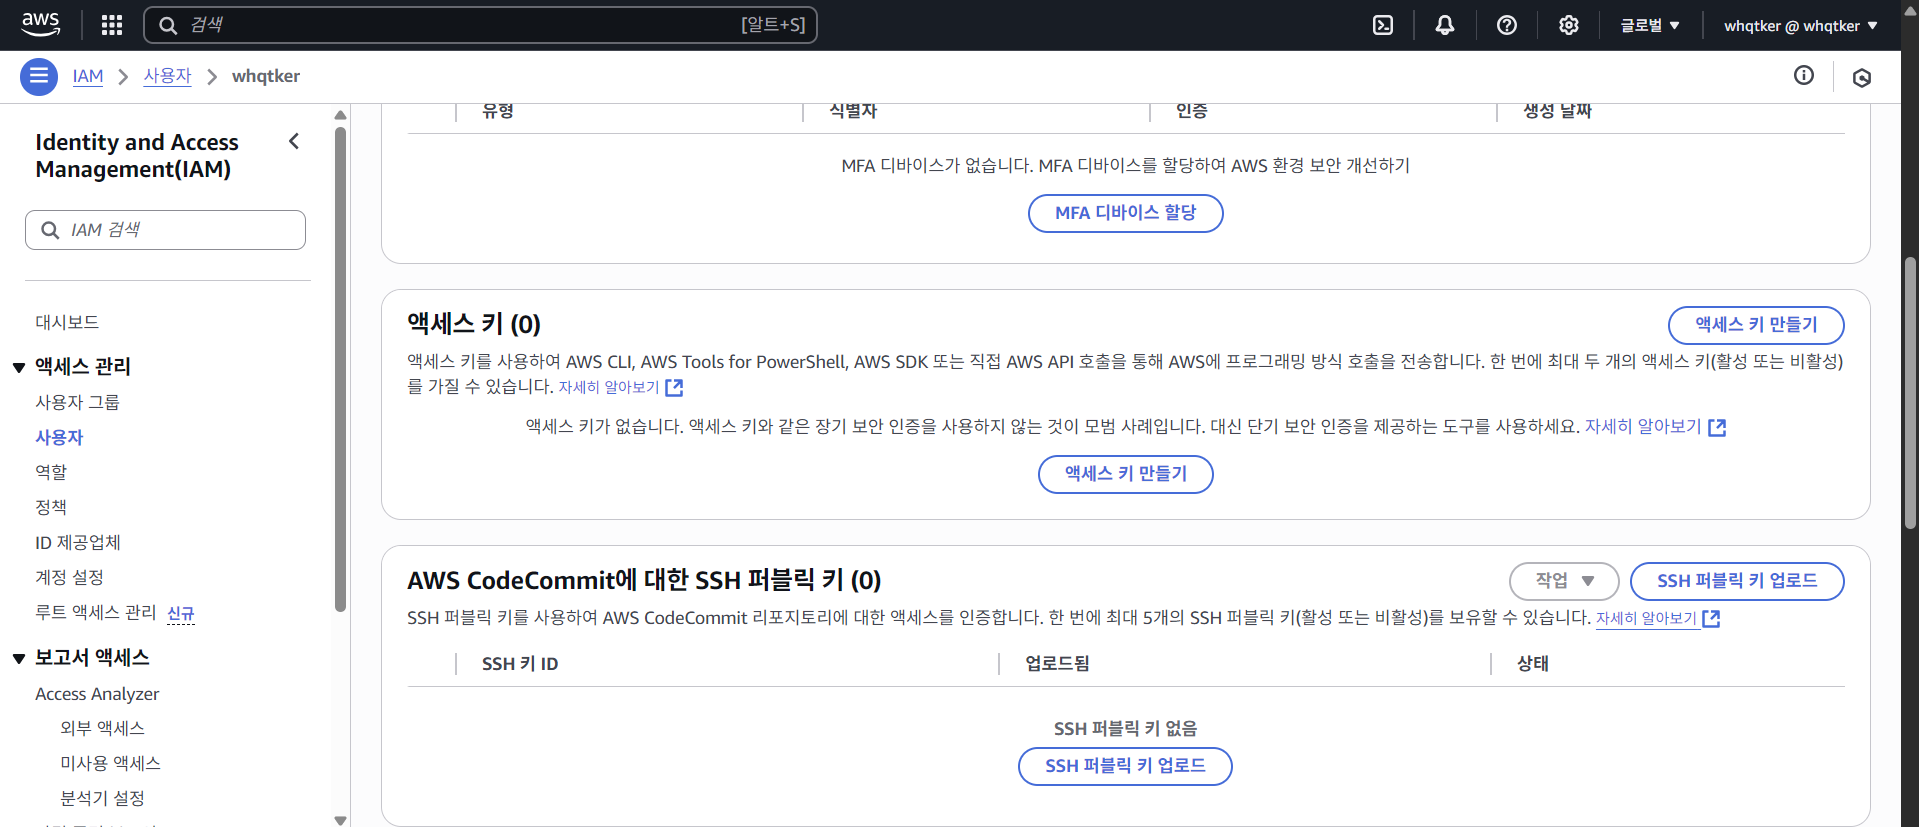 aws
검색
[알트+S]
글로벌
whqtker @ whqtker
IAM
사용자
whqtker
Identity and Access
Management(IAM)
IAM 검색
대시보드
액세스 관리
사용자 그룹
사용자
역할
정책
ID 제공업체
계정 설정
루트 액세스 관리 신규
보고서 액세스
Access Analyzer
외부 액세스
미사용 액세스
분석기 설정
유형
식별자
인증
생성 날짜
MFA 디바이스가 없습니다. MFA 디바이스를 할당하여 AWS 환경 보안 개선하기
MFA 디바이스 할당
액세스 키 (0)
액세스 키 만들기
액세스 키를 사용하여 AWS CLI, AWS Tools for PowerShell, AWS SDK 또는 직접 AWS API 호출을 통해 AWS에 프로그래밍 방식 호출을 전송합니다. 한 번에 최대 두 개의 액세스 키(활성 또는 비활성)
를 가질 수 있습니다. 자세히 알아보기
액세스 키가 없습니다. 액세스 키와 같은 장기 보안 인증을 사용하지 않는 것이 모범 사례입니다. 대신 단기 보안 인증을 제공하는 도구를 사용하세요. 자세히 알아보기
액세스 키 만들기
AWS CodeCommit에 대한 SSH 퍼블릭 키 (0)
작업
SSH 퍼블릭 키 업로드
SSH 퍼블릭 키를 사용하여 AWS CodeCommit 리포지토리에 대한 액세스를 인증합니다. 한 번에 최대 5개의 SSH 퍼블릭 키(활성 또는 비활성)를 보유할 수 있습니다. 자세히 알아보기
SSH 키 ID
업로드됨
상태
SSH 퍼블릭 키 없음
SSH 퍼블릭 키 업로드